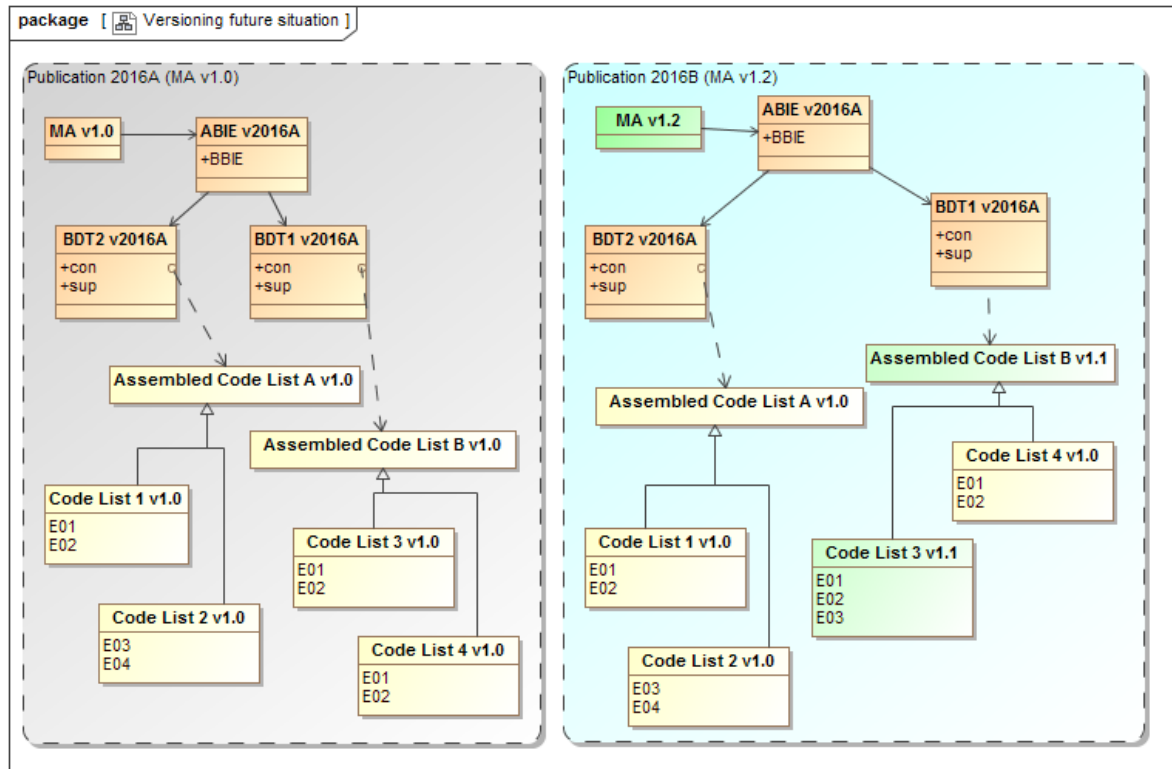 package [ Versioning future situation ]
Publication 2016A (MA v1.0)
MA v1.0
ABIE v2016A
+BBIE
BDT2 v2016A
+con
+sup
BDT1 v2016A
+con
+sup
Assembled Code List A v1.0
Assembled Code List B v1.0
Code List 1 v1.0
E01
E02
Code List 2 v1.0
E03
E04
Code List 3 v1.0
E01
E02
Code List 4 v1.0
E01
E02
Publication 2016B (MA v1.2)
MA v1.2
ABIE v2016A
+BBIE
BDT2 v2016A
+con
+sup
BDT1 v2016A
+con
+sup
Assembled Code List A v1.0
Assembled Code List B v1.1
Code List 1 v1.0
E01
E02
Code List 2 v1.0
E03
E04
Code List 3 v1.1
E01
E02
E03
Code List 4 v1.0
E01
E02